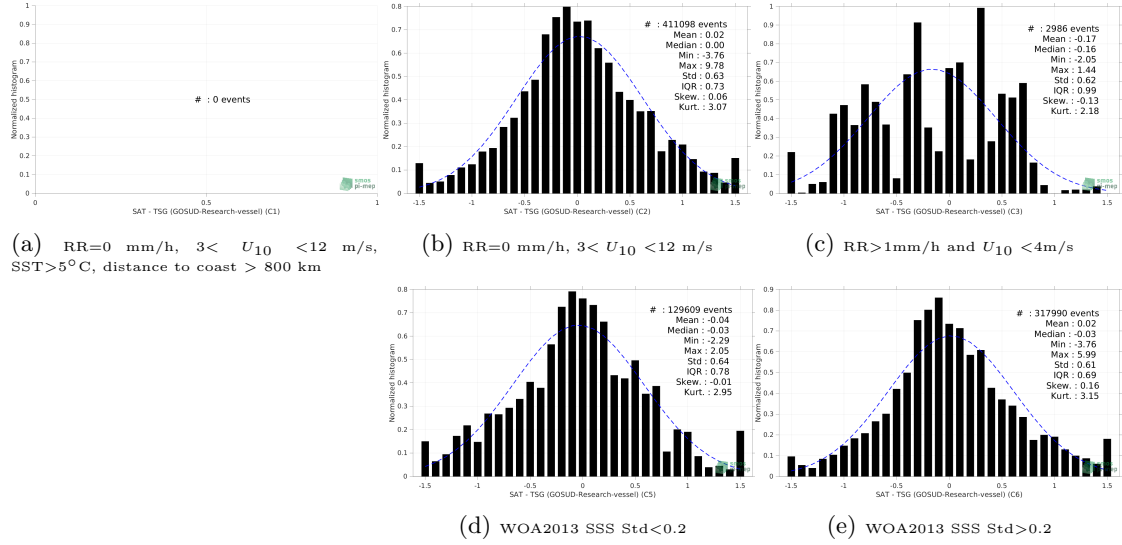 1
0.9
0.8
0.7
0.6
0.5
0.4
0.3
0.2
0.1
0
Normalized histogram
# : 0 events
0 0.5 1
SAT - TSG (GOSUD-Research-vessel) (C1)
smos
pi-mep
(a) RR=0 mm/h, 3< U10 <12 m/s,
SST>5°C, distance to coast > 800 km
0.8
0.7
0.6
0.5
0.4
0.3
0.2
0.1
0
Normalized histogram
# : 411098 events
Mean : 0.02
Median : 0.00
Min : -3.76
Max : 9.78
Std : 0.63
IQR : 0.73
Skew. : 0.06
Kurt. : 3.07
-1.5 -1 -0.5 0 0.5 1 1.5
SAT - TSG (GOSUD-Research-vessel) (C2)
smos
pi-mep
(b) RR=0 mm/h, 3< U10 <12 m/s
1
0.9
0.8
0.7
0.6
0.5
0.4
0.3
0.2
0.1
0
Normalized histogram
# : 2986 events
Mean : -0.17
Median : -0.16
Min : -2.05
Max : 1.44
Std : 0.62
IQR : 0.99
Skew. : -0.13
Kurt. : 2.18
-1.5 -1 -0.5 0 0.5 1 1.5
SAT - TSG (GOSUD-Research-vessel) (C3)
smos
pi-mep
(c) RR>1mm/h and U10 <4m/s
0.8
0.7
0.6
0.5
0.4
0.3
0.2
0.1
0
Normalized histogram
# : 129609 events
Mean : -0.04
Median : -0.03
Min : -2.29
Max : 2.05
Std : 0.64
IQR : 0.78
Skew. : -0.01
Kurt. : 2.95
-1.5 -1 -0.5 0 0.5 1 1.5
SAT - TSG (GOSUD-Research-vessel) (C5)
smos
pi-mep
(d) WOA2013 SSS Std<0.2
0.9
0.8
0.7
0.6
0.5
0.4
0.3
0.2
0.1
0
Normalized histogram
# : 317990 events
Mean : 0.02
Median : -0.03
Min : -3.76
Max : 5.99
Std : 0.61
IQR : 0.69
Skew. : 0.16
Kurt. : 3.15
-1.5 -1 -0.5 0 0.5 1 1.5
SAT - TSG (GOSUD-Research-vessel) (C6)
smos
pi-mep
(e) WOA2013 SSS Std>0.2